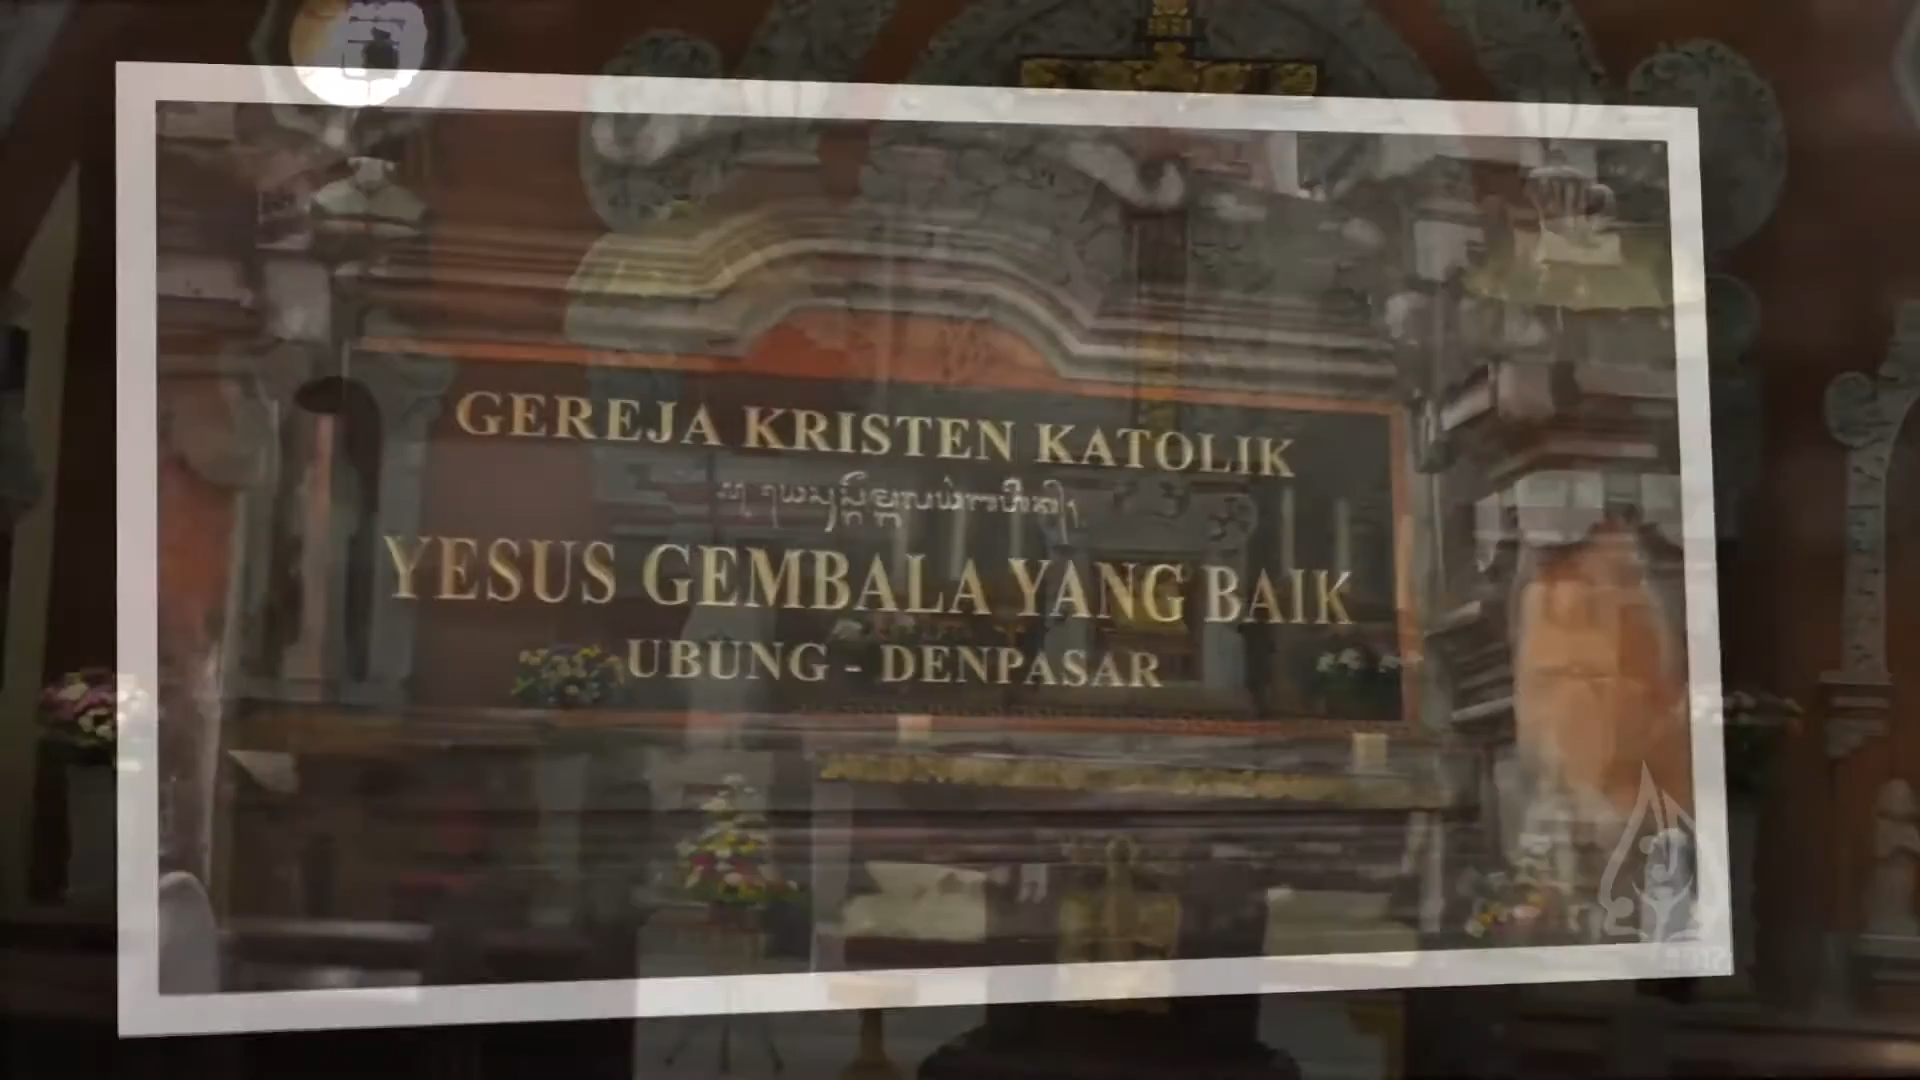 GEREJA KRISTEN KATOLIK
YESUS GEMBALA YANG BAIK
UBUNG - DENPASAR